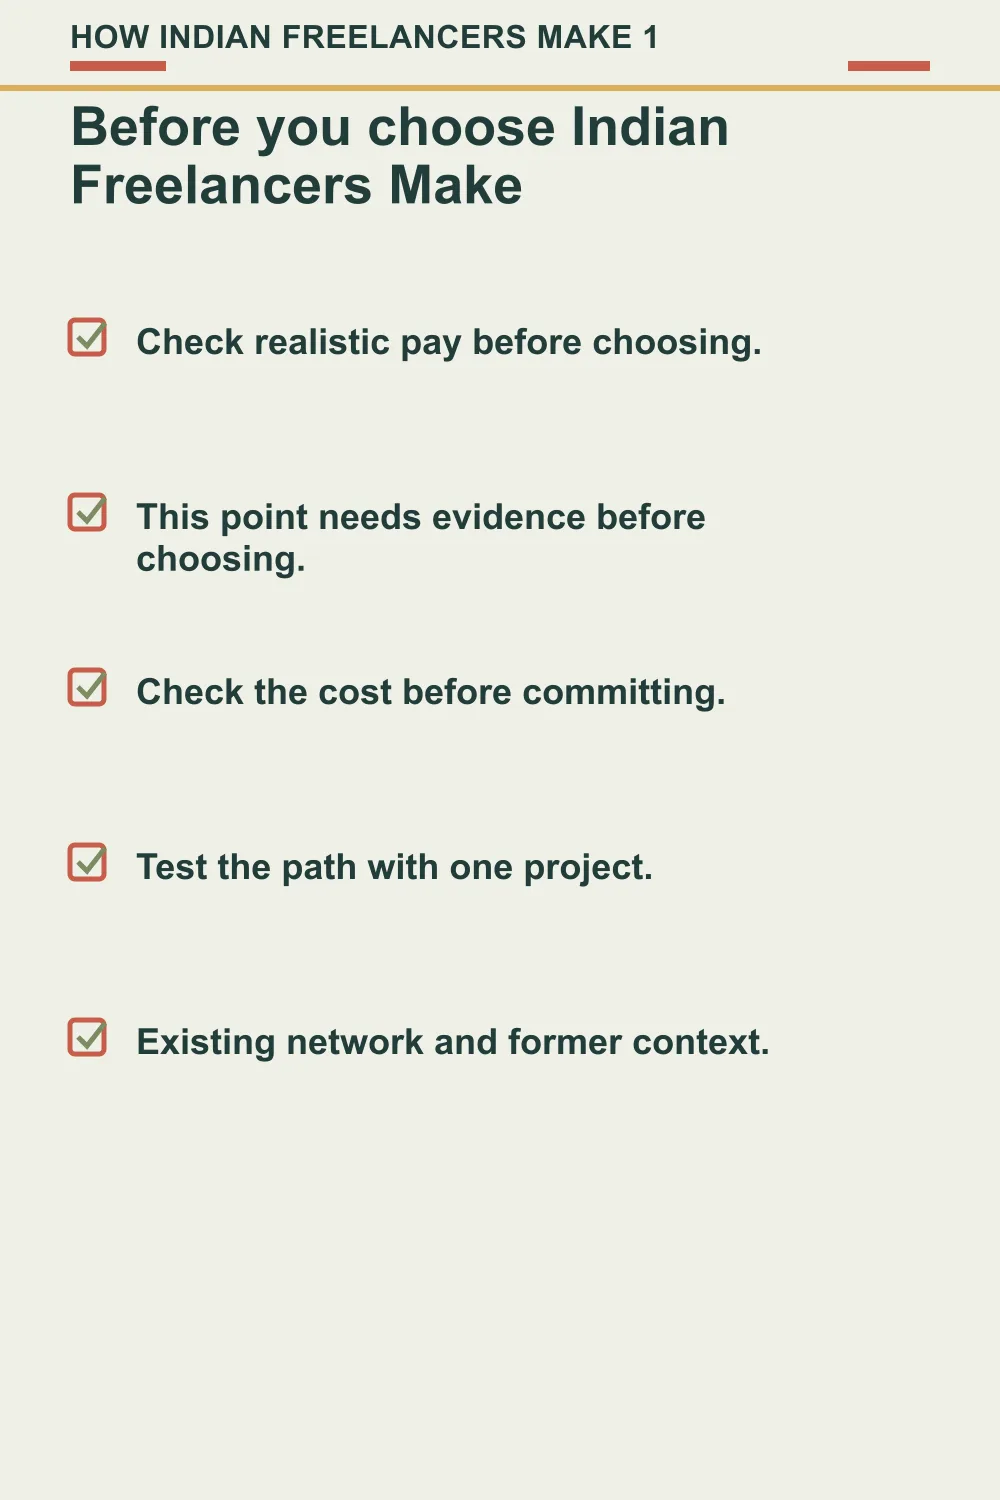 HOW INDIAN FREELANCERS MAKE 1
Before you choose Indian
Freelancers Make
Check realistic pay before choosing.
This point needs evidence before
choosing.
Check the cost before committing.
Test the path with one project.
Existing network and former context.